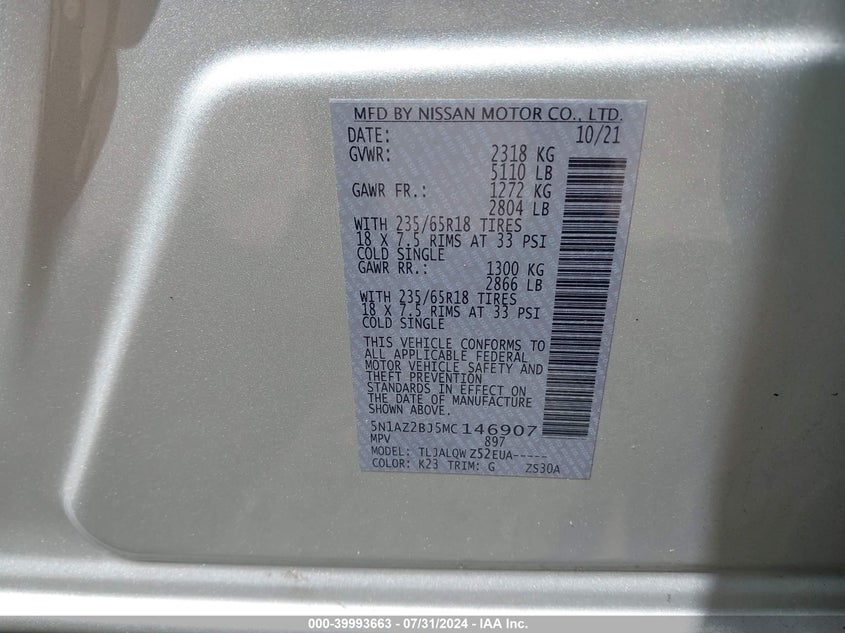 MFD BY NISSAN MOTOR CO., LTD.
DATE: 10/21
GVWR: 2318 KG
5110 LB
GAWR FR.: 1272 KG
2804 LB
WITH 235/65R18 TIRES
18 X 7.5 RIMS AT 33 PSI
COLD SINGLE
GAWR RR.: 1300 KG
2866 LB
WITH 235/65R18 TIRES
18 X 7.5 RIMS AT 33 PSI
COLD SINGLE
THIS VEHICLE CONFORMS TO
ALL APPLICABLE FEDERAL
MOTOR VEHICLE SAFETY AND
THEFT PREVENTION
STANDARDS IN EFFECT ON
THE DATE OF MANUFACTURE
SHOWN ABOVE.
5N1AZ2BJ5MC146907
MPV 897
MODEL: TLJALQW Z52EUA-----
COLOR: K23 TRIM: G ZS30A
000-39993663 - 07/31/2024 - IAA Inc.